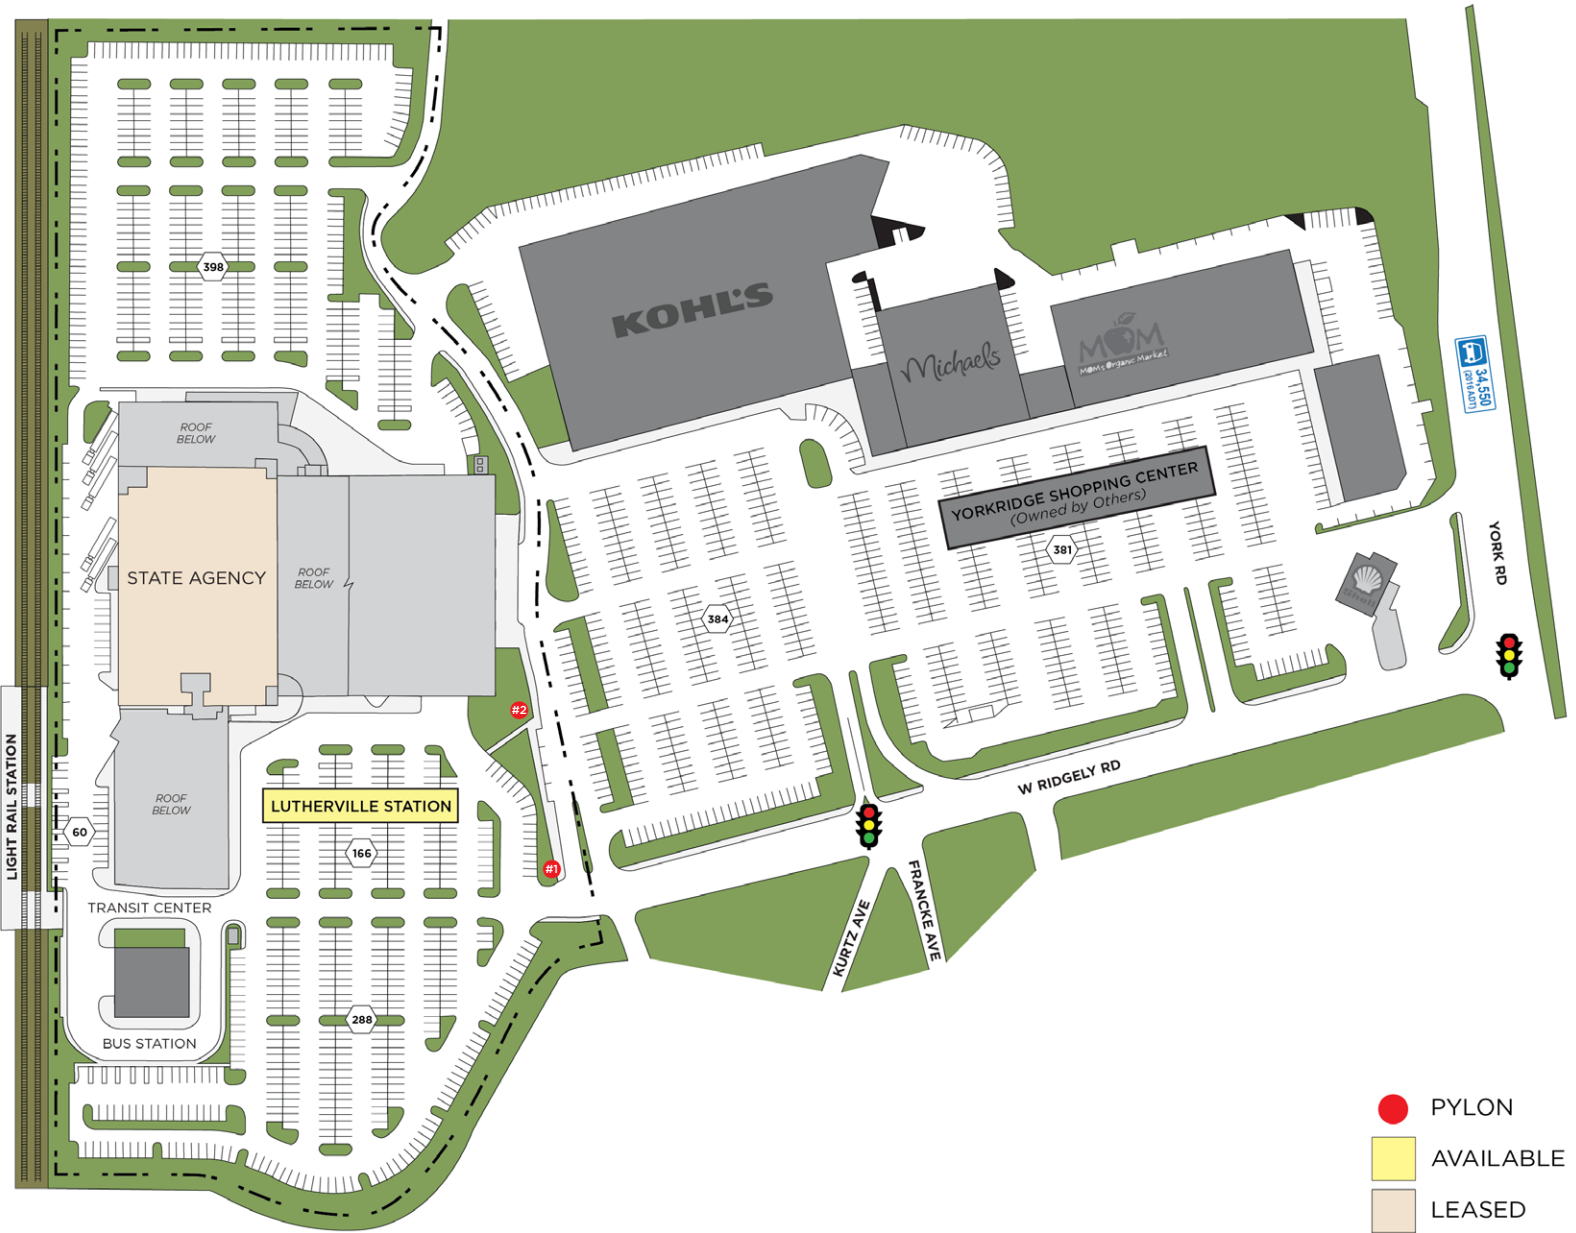 398
KOHL'S
Michaels
MOM
MOM's Organic Market
34,550
(2016 ADT)
ROOF
BELOW
YORKRIDGE SHOPPING CENTER
(Owned by Others)
381
YORK RD
Shell
STATE AGENCY
ROOF
BELOW
384
#2
LIGHT RAIL STATION
W RIDGELY RD
ROOF
BELOW
LUTHERVILLE STATION
60
166
#1
KURTZ AVE
FRANCKE AVE
TRANSIT CENTER
288
BUS STATION
PYLON
AVAILABLE
LEASED